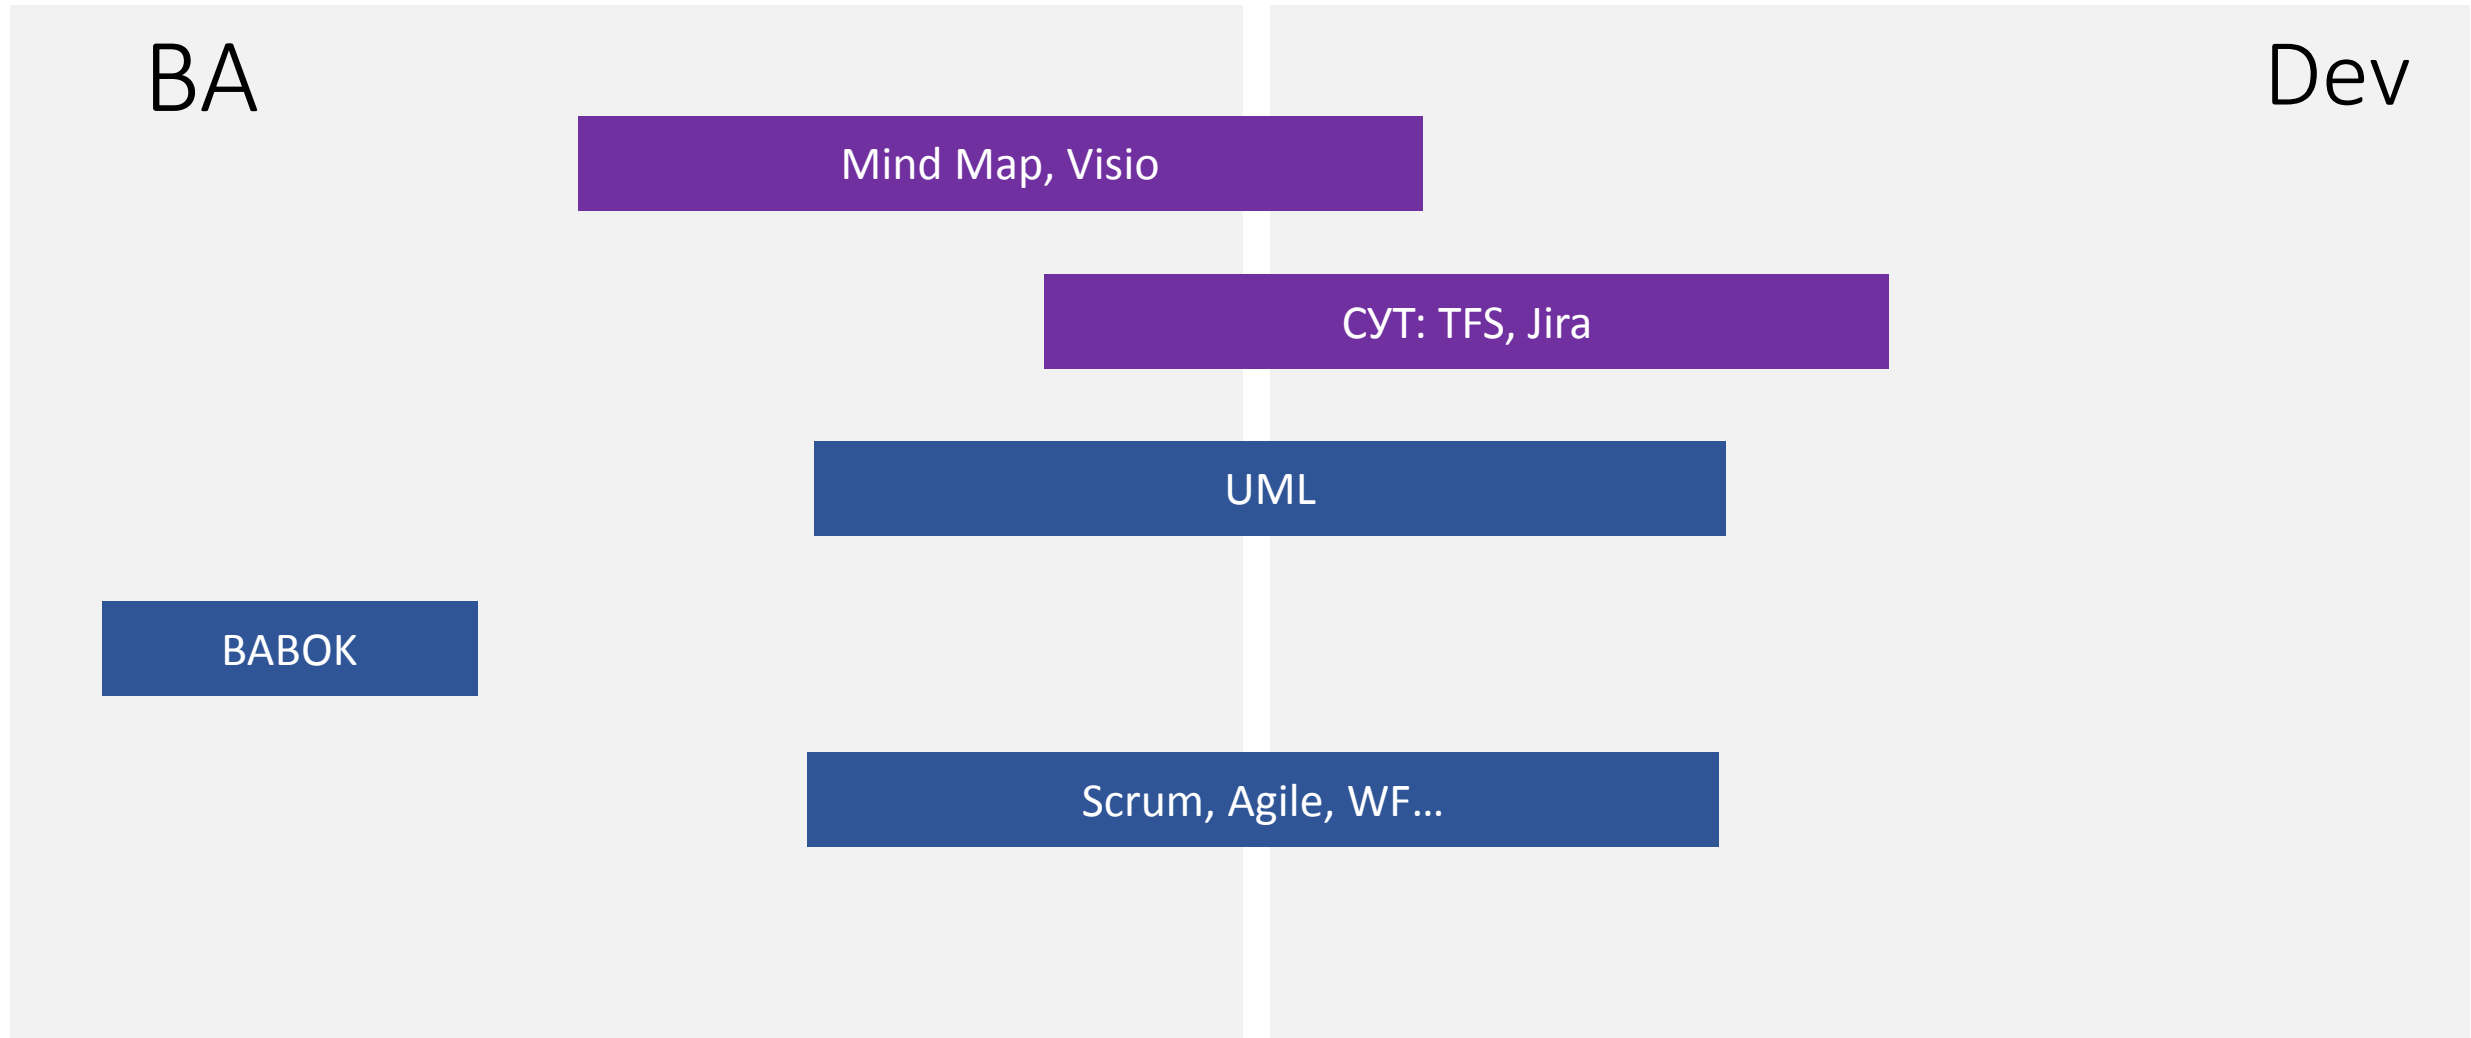 BA
Dev
Mind Map, Visio
СУТ: TFS, Jira
UML
BABOK
Scrum, Agile, WF…